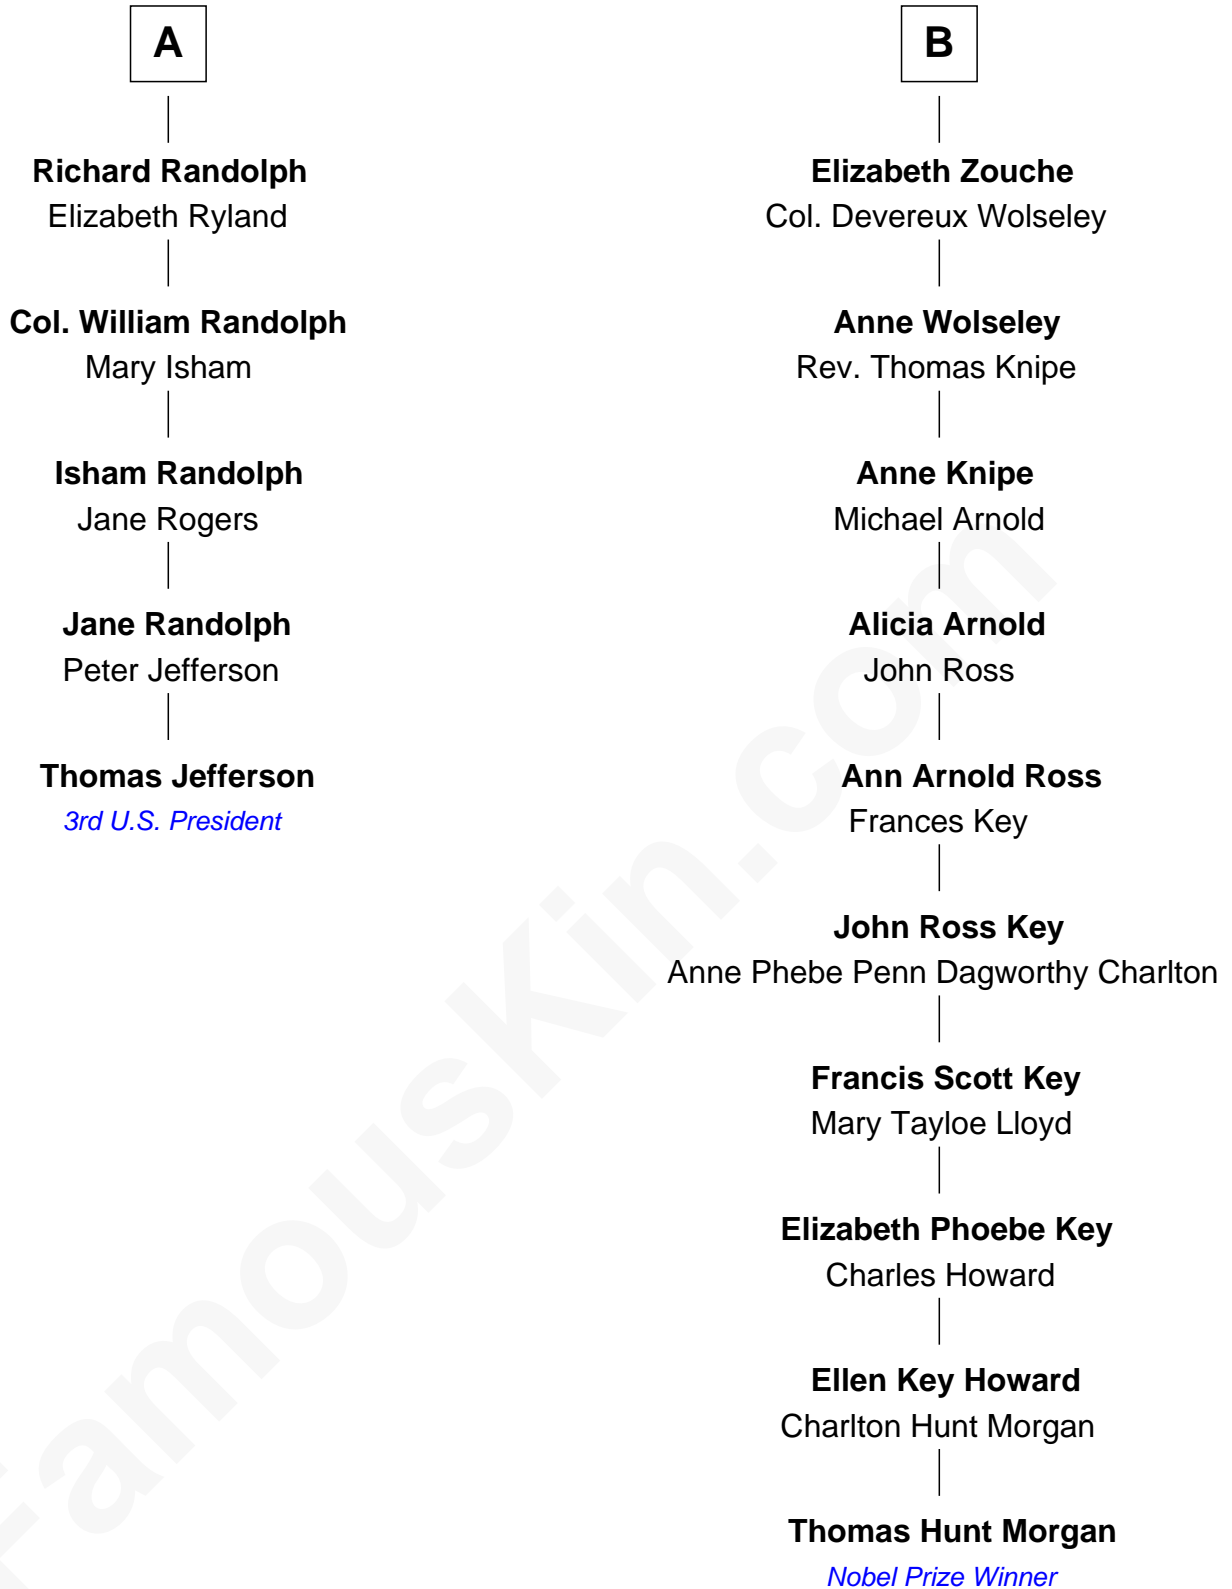 A
Richard Randolph
Elizabeth Ryland
Col. William Randolph
Mary Isham
Isham Randolph
Jane Rogers
Jane Randolph
Peter Jefferson
Thomas Jefferson
3rd U.S. President
B
Elizabeth Zouche
Col. Devereux Wolseley
Anne Wolseley
Rev. Thomas Knipe
Anne Knipe
Michael Arnold
Alicia Arnold
John Ross
Ann Arnold Ross
Frances Key
John Ross Key
Anne Phebe Penn Dagworthy Charlton
Francis Scott Key
Mary Tayloe Lloyd
Elizabeth Phoebe Key
Charles Howard
Ellen Key Howard
Charlton Hunt Morgan
Thomas Hunt Morgan
Nobel Prize Winner
FamousKin.com